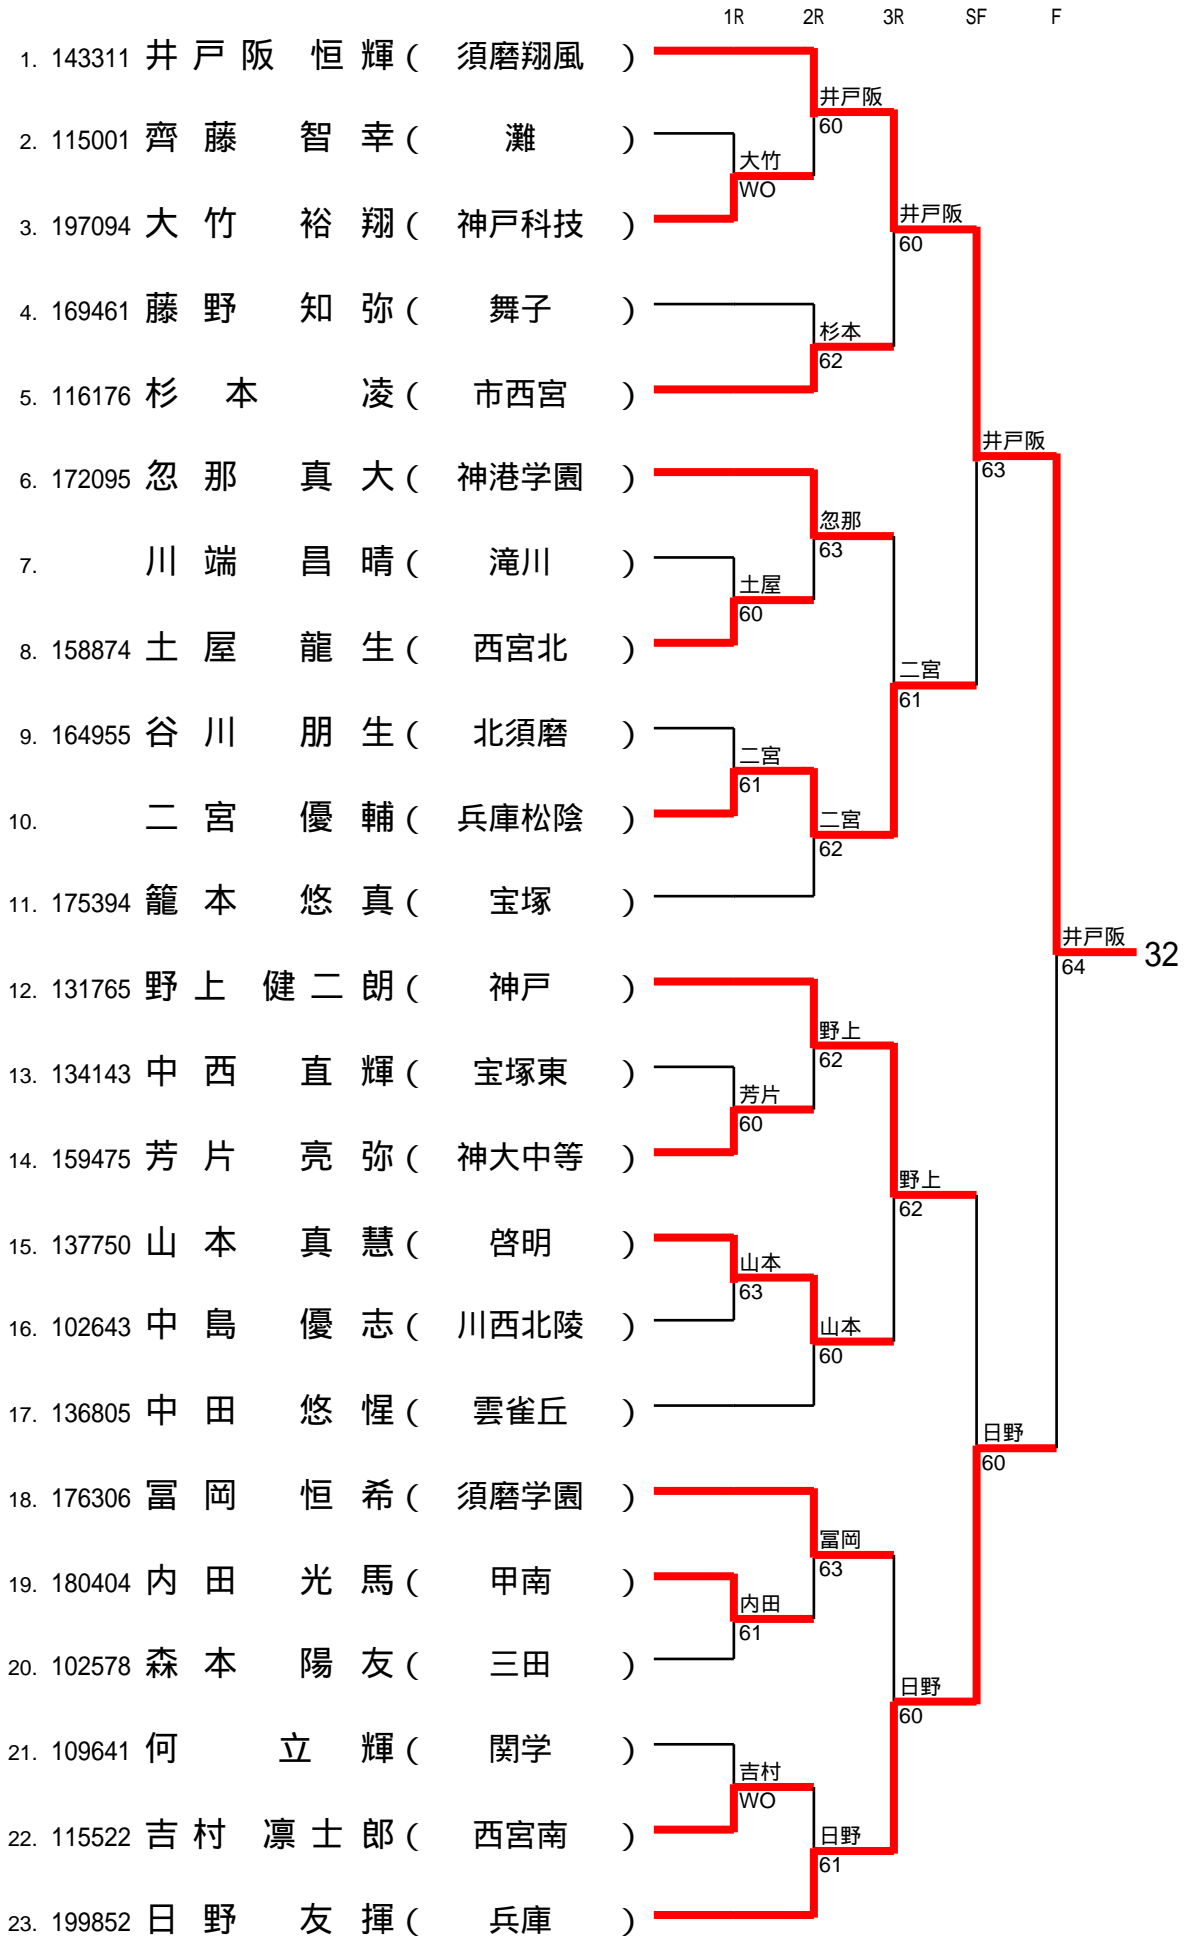 1R 2R 3R SF F
1. 143311 井戸阪 恒輝 ( 須磨翔風 )
井戸阪
60
2. 115001 齊藤 智幸 ( 灘 )
大竹
WO
3. 197094 大竹 裕翔 ( 神戸科技 )
井戸阪
60
4. 169461 藤野 知弥 ( 舞子 )
杉本
62
5. 116176 杉本 凌 ( 市西宮 )
井戸阪
63
6. 172095 忽那 真大 ( 神港学園 )
忽那
63
7. 川端 昌晴 ( 滝川 )
土屋
60
8. 158874 土屋 龍生 ( 西宮北 )
二宮
61
9. 164955 谷川 朋生 ( 北須磨 )
二宮
61
10. 二宮 優輔 ( 兵庫松陰 )
二宮
62
11. 175394 籠本 悠真 ( 宝塚 )
井戸阪
64
32
12. 131765 野上 健二朗 ( 神戸 )
野上
62
13. 134143 中西 直輝 ( 宝塚東 )
芳片
60
14. 159475 芳片 亮弥 ( 神大中等 )
野上
62
15. 137750 山本 真慧 ( 啓明 )
山本
63
16. 102643 中島 優志 ( 川西北陵 )
山本
60
17. 136805 中田 悠惺 ( 雲雀丘 )
日野
60
18. 176306 冨岡 恒希 ( 須磨学園 )
冨岡
63
19. 180404 内田 光馬 ( 甲南 )
内田
61
20. 102578 森本 陽友 ( 三田 )
日野
60
21. 109641 何 立輝 ( 関学 )
吉村
WO
22. 115522 吉村 凛士郎 ( 西宮南 )
日野
61
23. 199852 日野 友揮 ( 兵庫 )